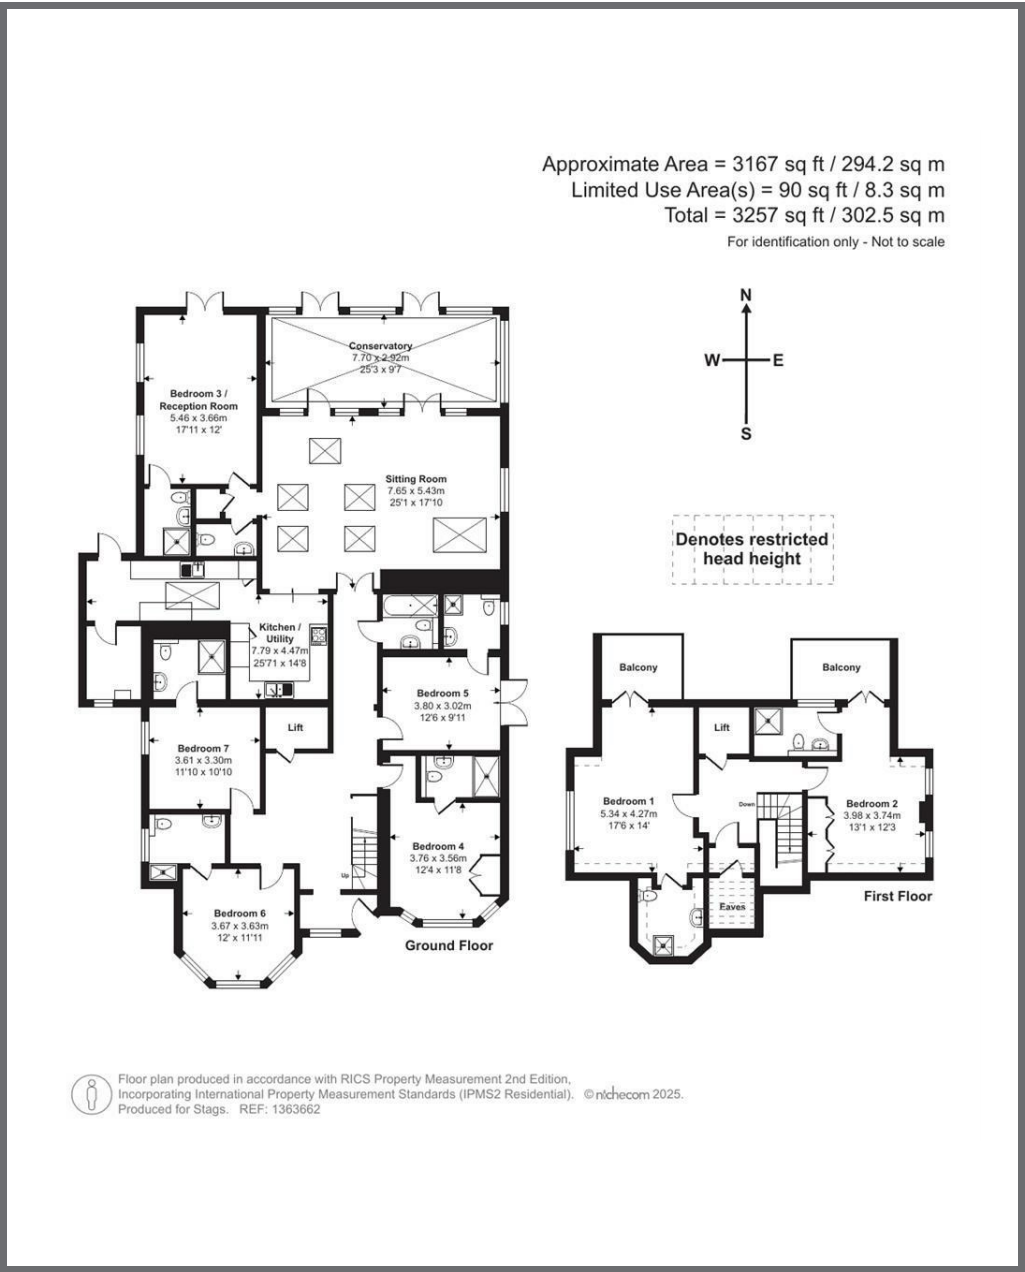 Approximate Area = 3167 sq ft / 294.2 sq m
Limited Use Area(s) = 90 sq ft / 8.3 sq m
Total = 3257 sq ft / 302.5 sq m
For identification only - Not to scale
N
W
E
S
Conservatory
7.70 x 2.92m
25'3 x 9'7
Bedroom 3 /
Reception Room
5.46 x 3.66m
17'11 x 12'
Sitting Room
7.65 x 5.43m
25'1 x 17'10
Denotes restricted
head height
Kitchen /
Utility
7.79 x 4.47m
25'71 x 14'8
Bedroom 5
3.80 x 3.02m
12'6 x 9'11
Lift
Bedroom 7
3.61 x 3.30m
11'10 x 10'10
Bedroom 4
3.76 x 3.56m
12'4 x 11'8
Up
Bedroom 6
3.67 x 3.63m
12' x 11'11
Ground Floor
Balcony
Balcony
Lift
Bedroom 1
5.34 x 4.27m
17'6 x 14'
Down
Bedroom 2
3.98 x 3.74m
13'1 x 12'3
Eaves
First Floor
Floor plan produced in accordance with RICS Property Measurement 2nd Edition,
Incorporating International Property Measurement Standards (IPMS2 Residential). © nichecom 2025.
Produced for Stags. REF: 1363662